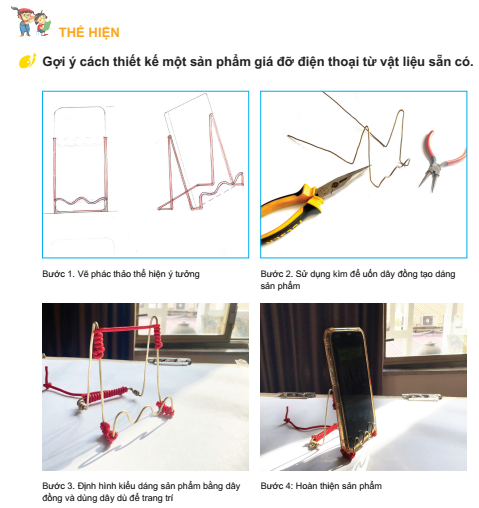 THỂ HIỆN
Gợi ý cách thiết kế một sản phẩm giá đỡ điện thoại từ vật liệu sẵn có.
Bước 1. Vẽ phác thảo thể hiện ý tưởng
Bước 2. Sử dụng kìm để uốn dây đồng tạo dáng
sản phẩm
Bước 3. Định hình kiểu dáng sản phẩm bằng dây
đồng và dùng dây dù để trang trí
Bước 4: Hoàn thiện sản phẩm